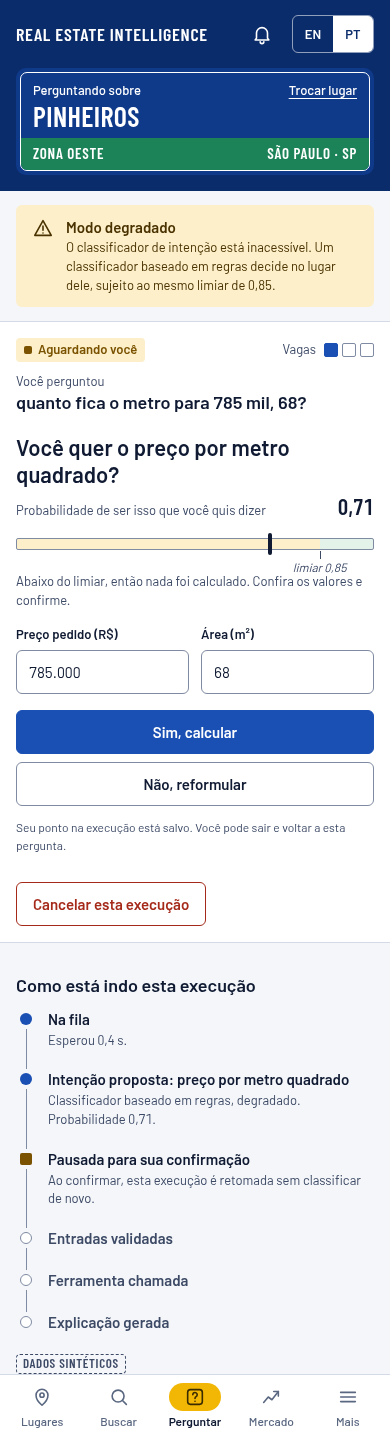 REAL ESTATE INTELLIGENCE
EN
PT
Perguntando sobre
Trocar lugar
PINHEIROS
ZONA OESTE
SÃO PAULO · SP
Modo degradado
O classificador de intenção está inacessível. Um
classificador baseado em regras decide no lugar
dele, sujeito ao mesmo limiar de 0,85.
Aguardando você
Vagas
Você perguntou
quanto fica o metro para 785 mil, 68?
Você quer o preço por metro
quadrado?
Probabilidade de ser isso que você quis dizer
0,71
limiar 0,85
Abaixo do limiar, então nada foi calculado. Confira os valores e
confirme.
Preço pedido (R$)
Área (m²)
785.000
68
Sim, calcular
Não, reformular
Seu ponto na execução está salvo. Você pode sair e voltar a esta
pergunta.
Cancelar esta execução
Como está indo esta execução
Na fila
Esperou 0,4 s.
Intenção proposta: preço por metro quadrado
Classificador baseado em regras, degradado.
Probabilidade 0,71.
Pausada para sua confirmação
Ao confirmar, esta execução é retomada sem classificar
de novo.
Entradas validadas
Ferramenta chamada
Explicação gerada
DADOS SINTÉTICOS
Lugares
Buscar
Perguntar
Mercado
Mais